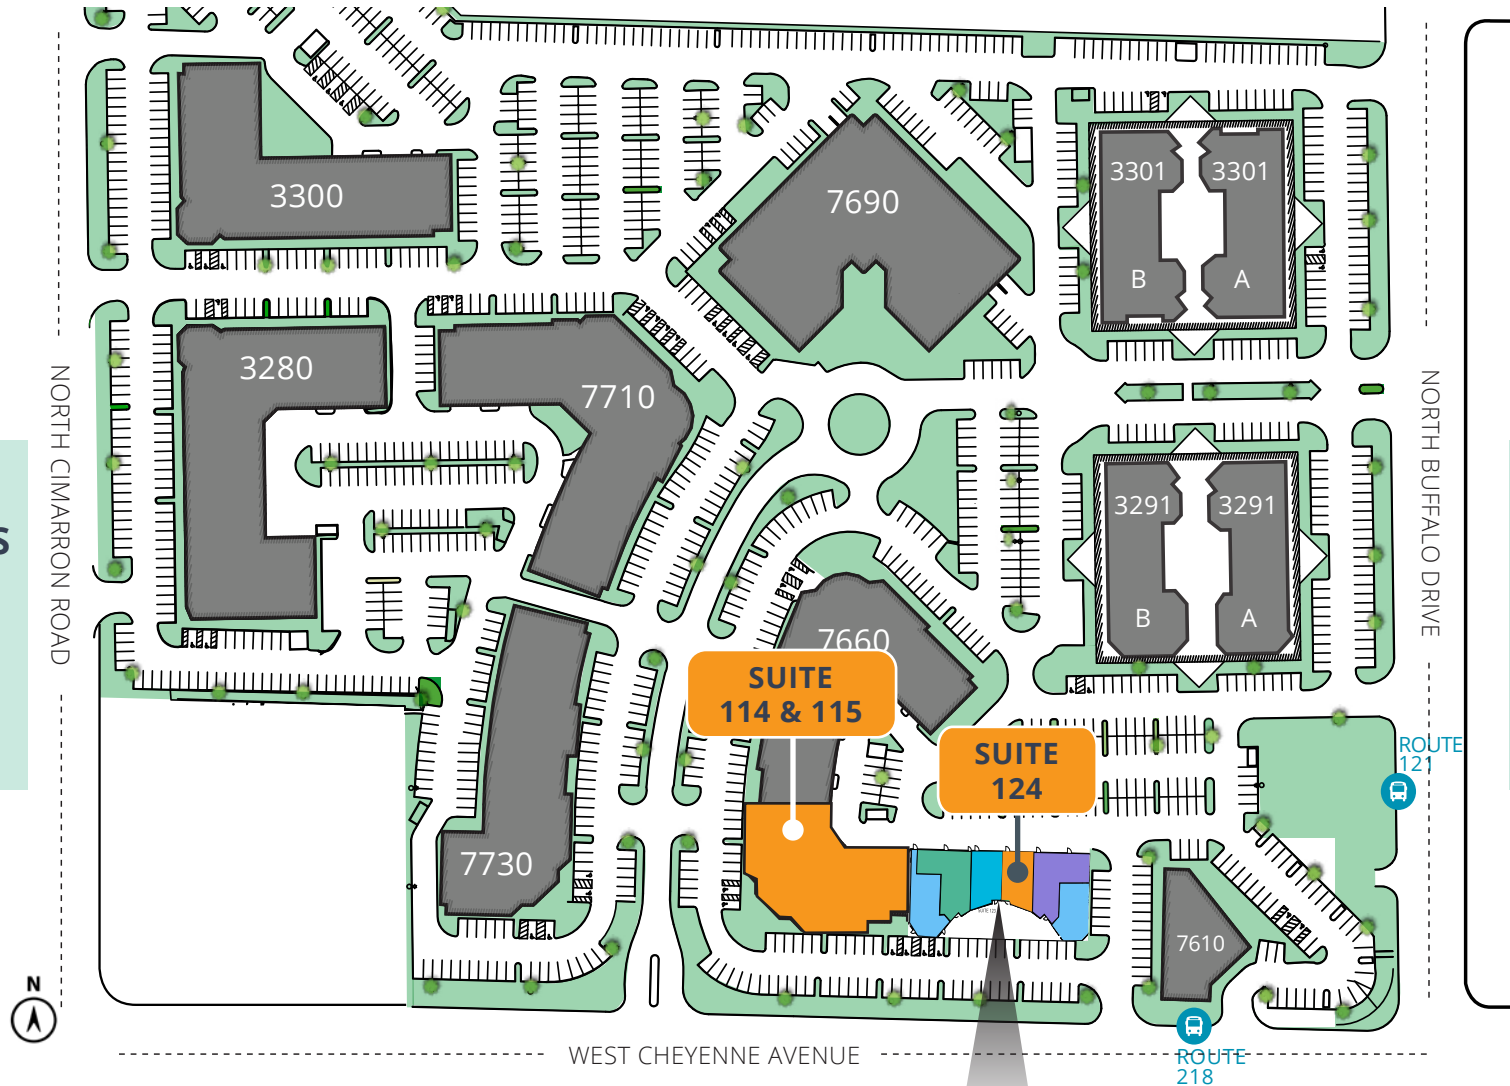 3300
7690
3301
3301
B
A
3280
7710
NORTH CIMARRON ROAD
NORTH BUFFALO DRIVE
S
3291
3291
B
A
7660
SUITE
114 & 115
SUITE
124
ROUTE
121
7730
7610
N
WEST CHEYENNE AVENUE
ROUTE
218